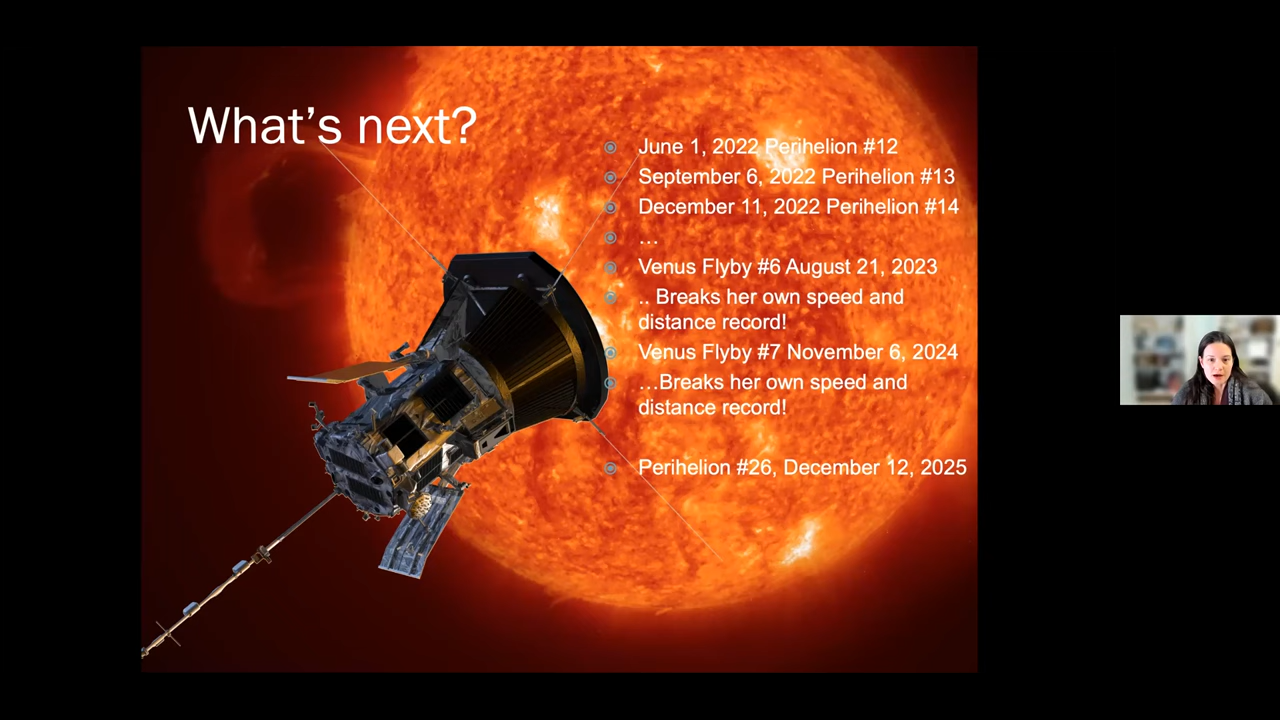 What's next?
June 1, 2022 Perihelion #12
September 6, 2022 Perihelion #13
December 11, 2022 Perihelion #14
…
Venus Flyby #6 August 21, 2023
.. Breaks her own speed and
distance record!
Venus Flyby #7 November 6, 2024
…Breaks her own speed and
distance record!
Perihelion #26, December 12, 2025